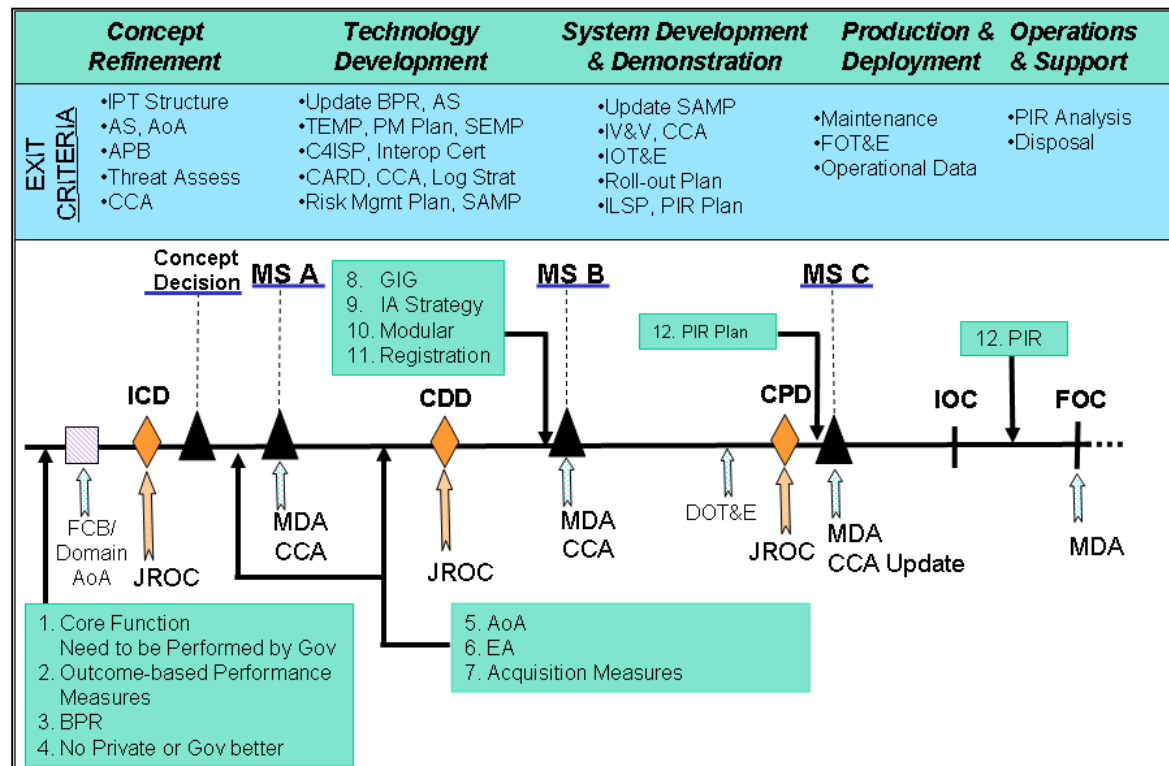 Concept
Refinement
Technology
Development
System Development
& Demonstration
Production &
Deployment
Operations
& Support
EXIT
CRITERIA
•IPT Structure
•AS, AoA
•APB
•Threat Assess
•CCA
•Update BPR, AS
•TEMP, PM Plan, SEMP
•C4ISP, Interop Cert
•CARD, CCA, Log Strat
•Risk Mgmt Plan, SAMP
•Update SAMP
•IV&V, CCA
•IOT&E
•Roll-out Plan
•ILSP, PIR Plan
•Maintenance
•FOT&E
•Operational Data
•PIR Analysis
•Disposal
Concept
Decision
MS A
8. GIG
9. IA Strategy
10. Modular
11. Registration
MS B
12. PIR Plan
MS C
12. PIR
ICD
CDD
CPD
IOC
FOC
FCB/
Domain
AoA
JROC
MDA
CCA
JROC
MDA
CCA
DOT&E
JROC
MDA
CCA Update
MDA
1. Core Function
Need to be Performed by Gov
2. Outcome-based Performance
Measures
3. BPR
4. No Private or Gov better
5. AoA
6. EA
7. Acquisition Measures